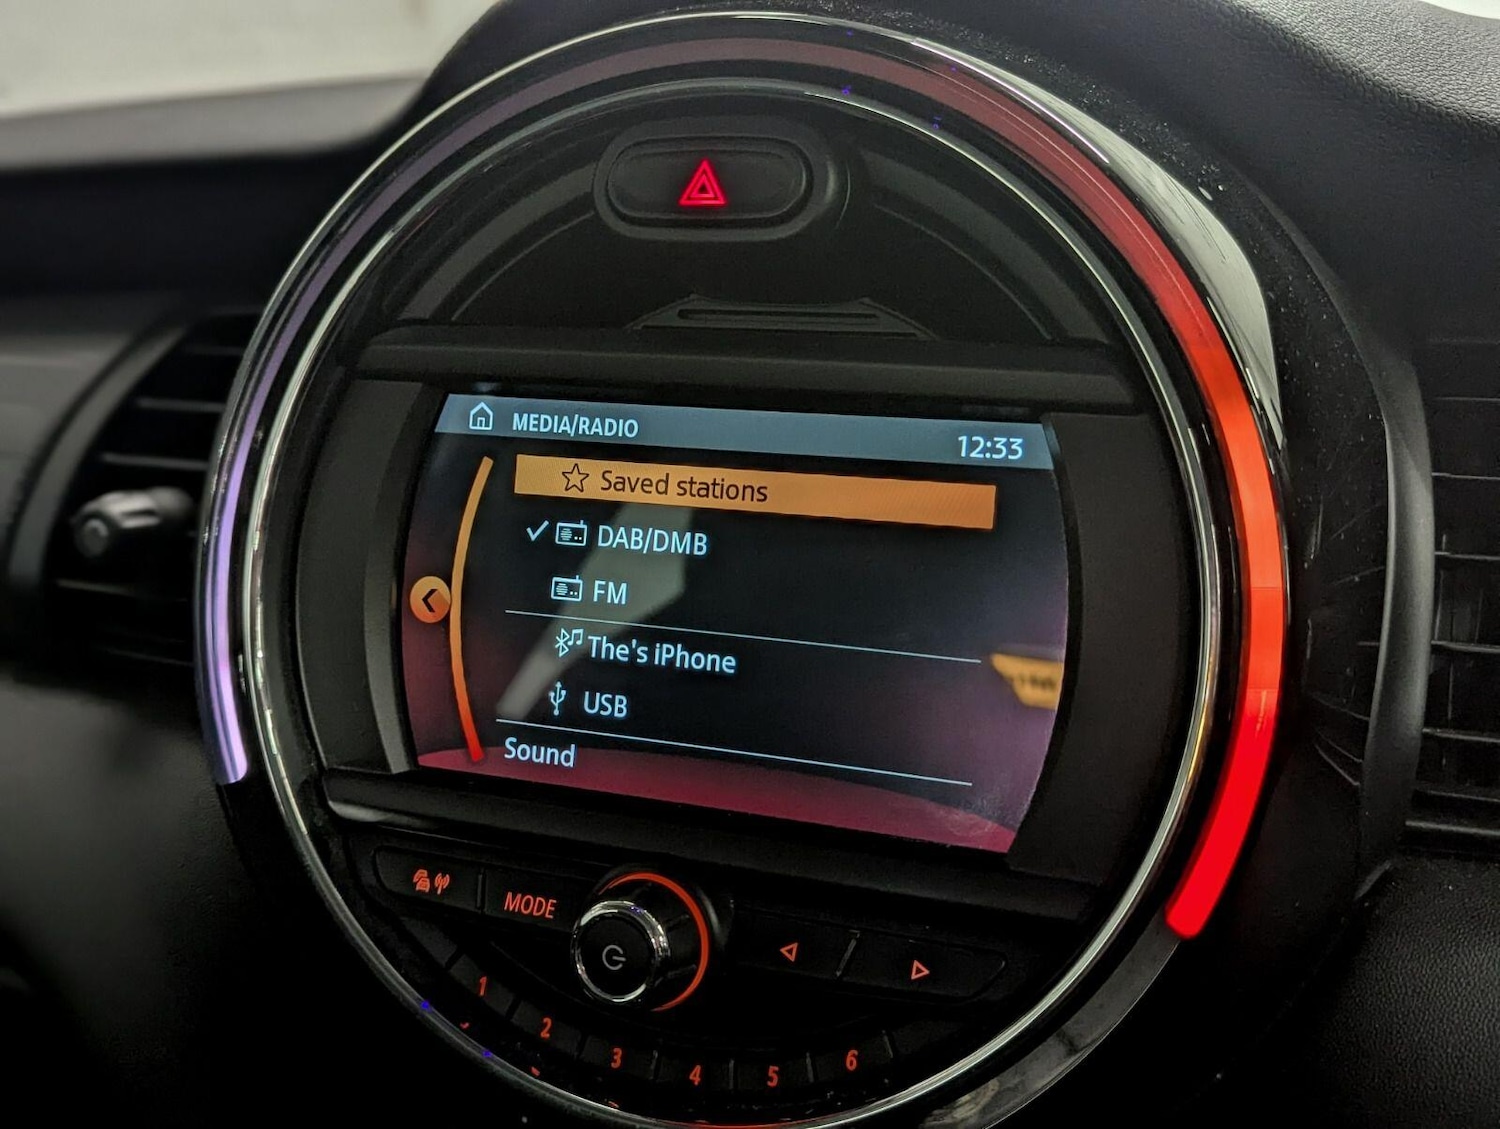 MEDIA/RADIO
12:33
Saved stations
DAB/DMB
FM
The's iPhone
USB
Sound
MODE
1
2
3
4
5
6